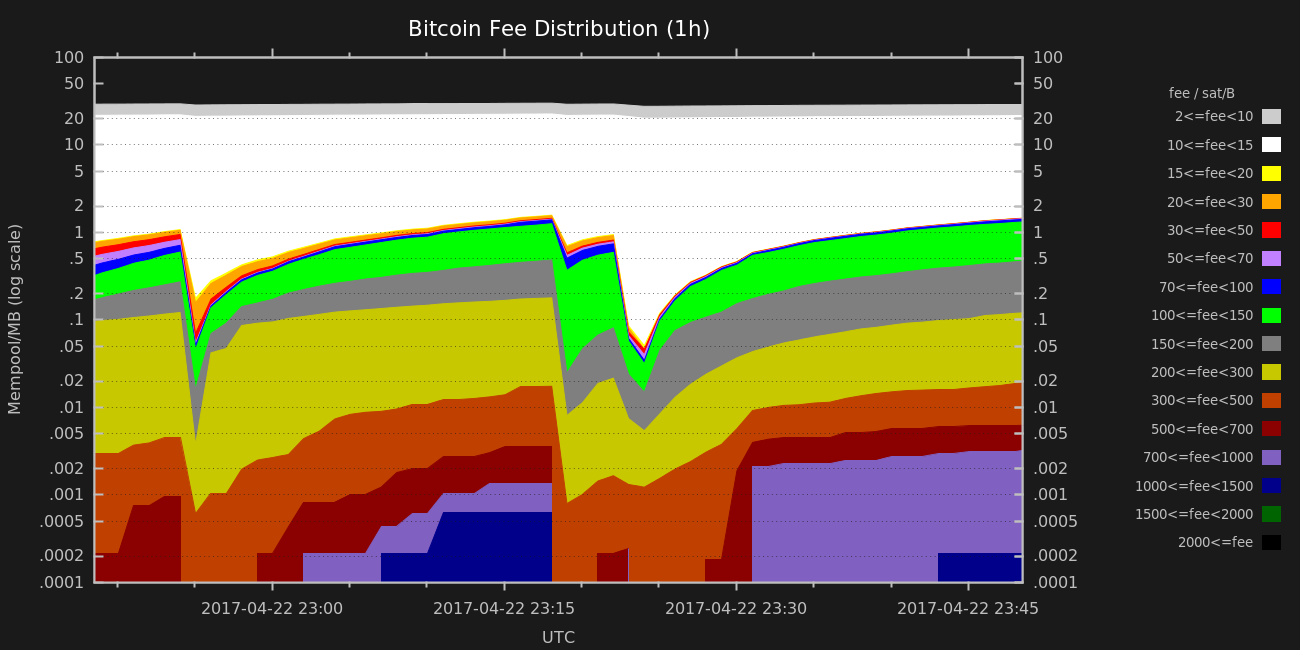 Bitcoin Fee Distribution (1h)
100
50
20
10
5
2
1
.5
.2
.1
.05
.02
.01
.005
.002
.001
.0005
.0002
.0001
Mempool/MB (log scale)
100
50
20
10
5
2
1
.5
.2
.1
.05
.02
.01
.005
.002
.001
.0005
.0002
.0001
fee / sat/B
2<=fee<10
10<=fee<15
15<=fee<20
20<=fee<30
30<=fee<50
50<=fee<70
70<=fee<100
100<=fee<150
150<=fee<200
200<=fee<300
300<=fee<500
500<=fee<700
700<=fee<1000
1000<=fee<1500
1500<=fee<2000
2000<=fee
2017-04-22 23:00 2017-04-22 23:15 2017-04-22 23:30 2017-04-22 23:45
UTC